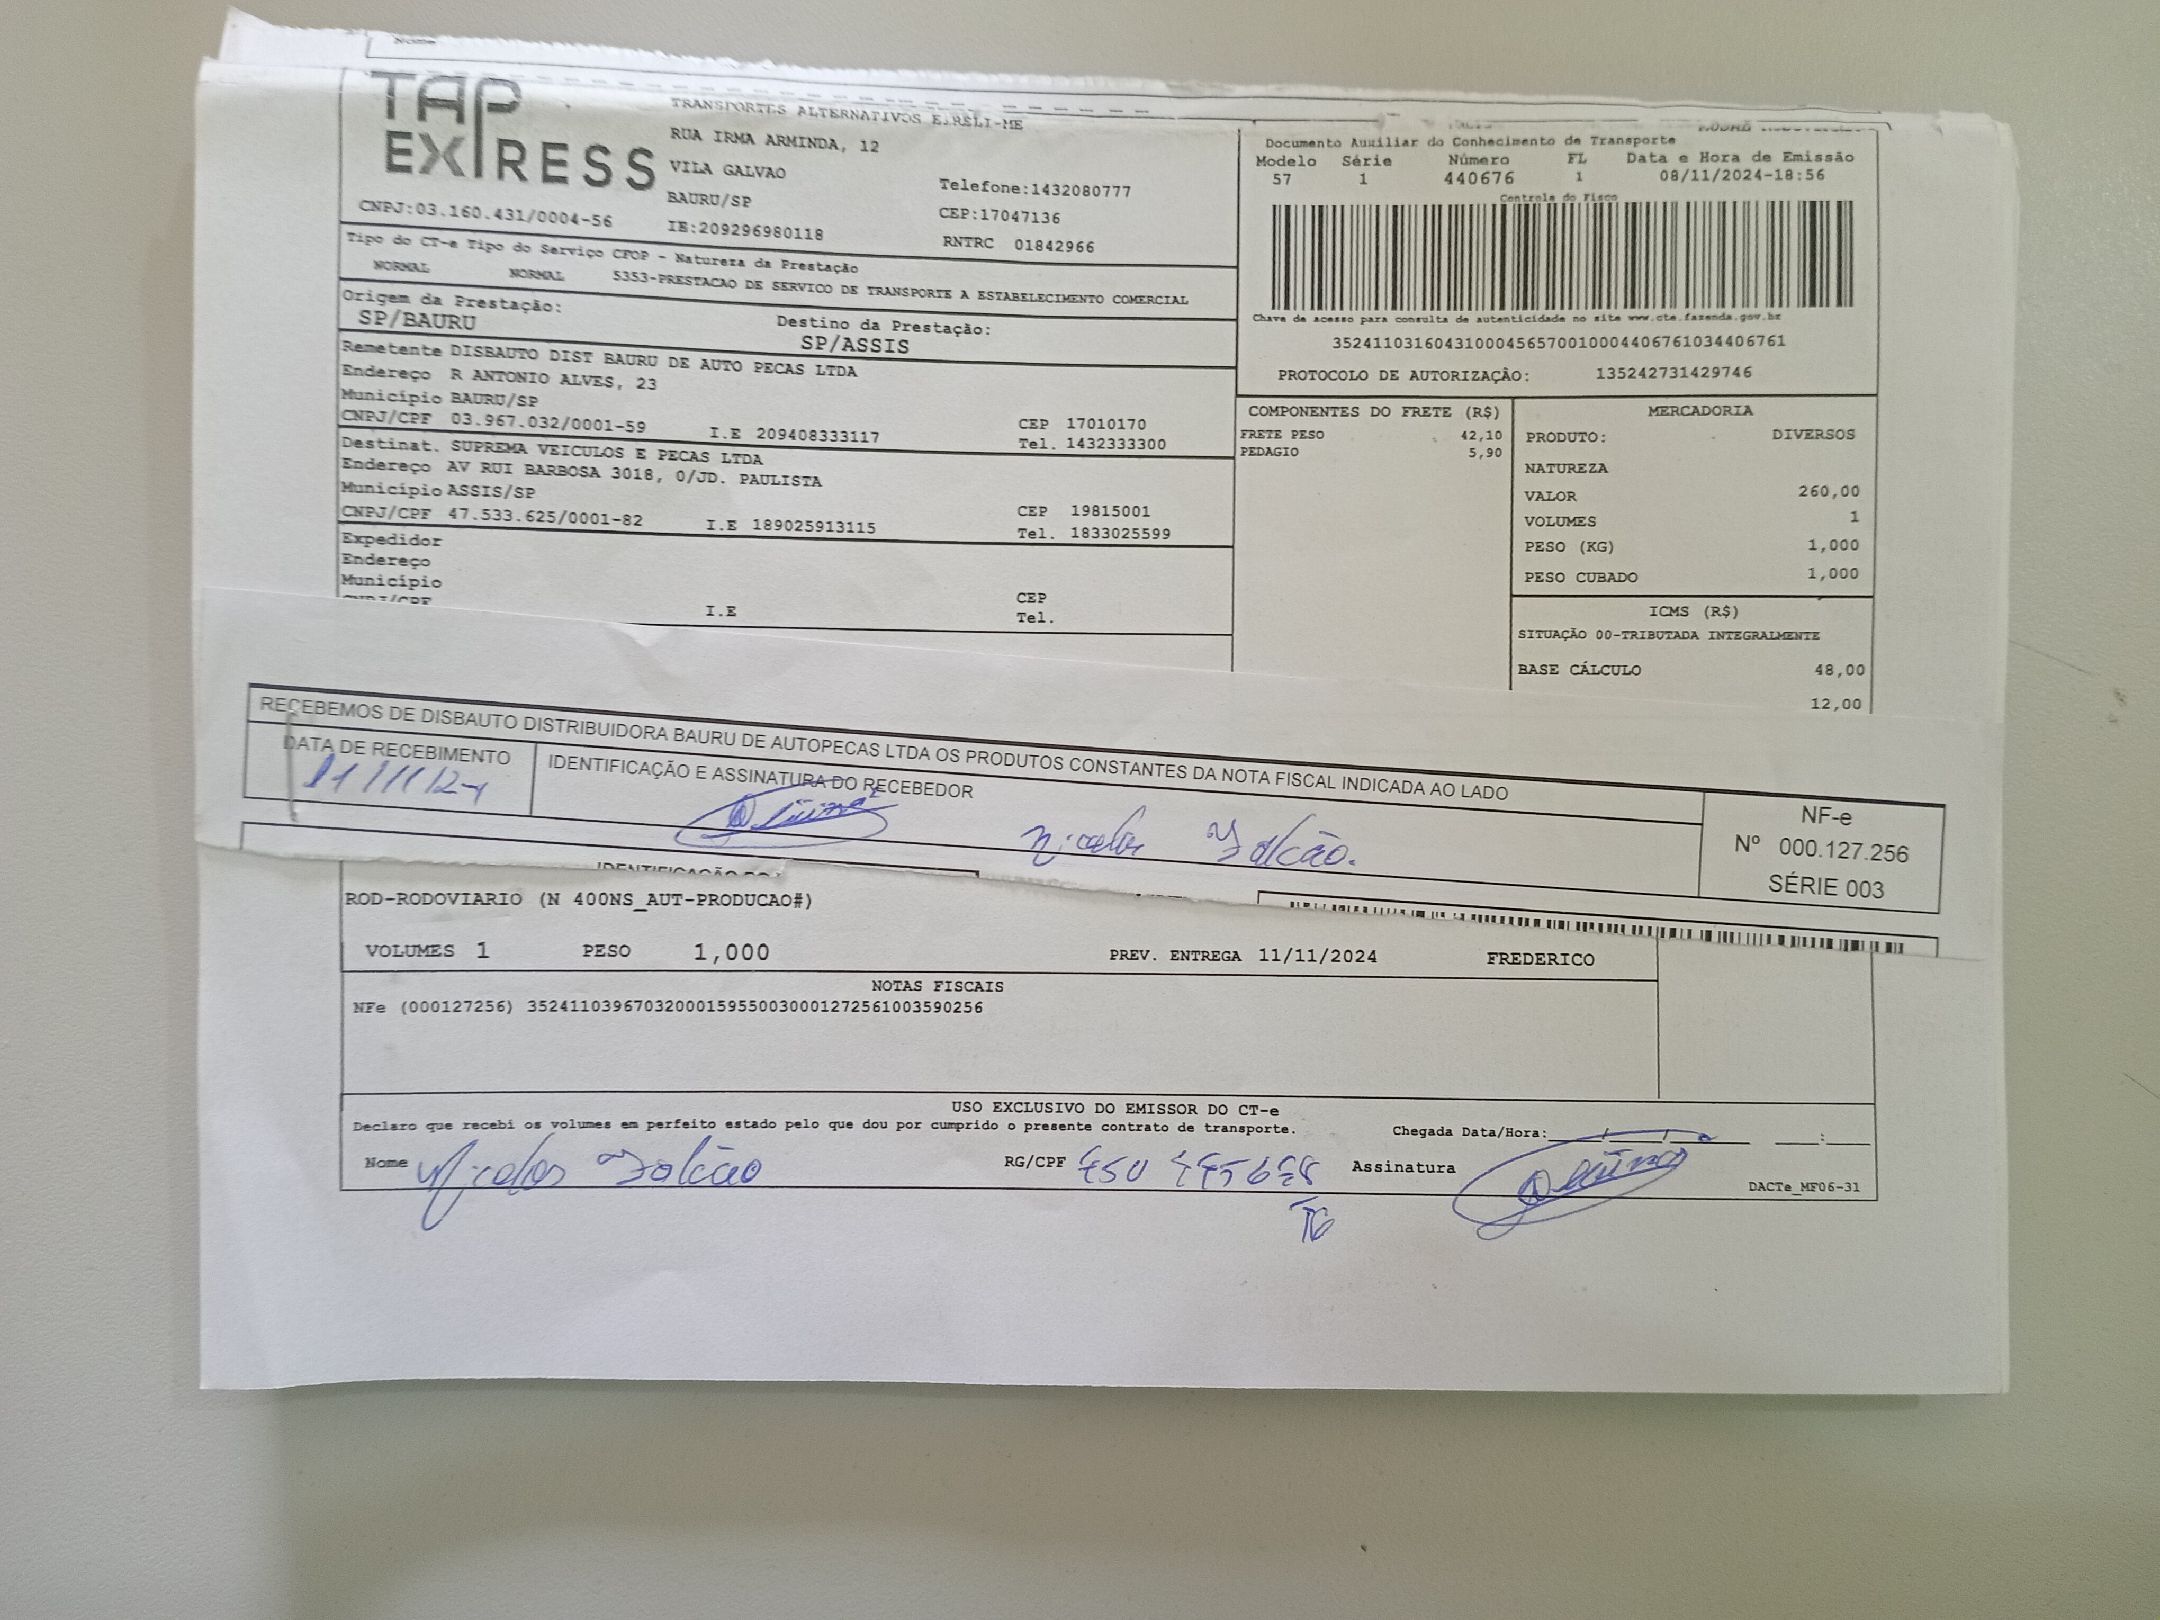 Nome
TAP EXPRESS
TRANSPORTES ALTERNATIVOS EIRELI-ME
RUA IRMA ARMINDA, 12
VILA GALVAO
BAURU/SP
Telefone:1432080777
CEP:17047136
CNPJ:03.160.431/0004-56
IE:209296980118
RNTRC 01842966
Documento Auxiliar do Conhecimento de Transporte
Modelo Série Número FL Data e Hora de Emissão
57 1 440676 1 08/11/2024-18:56
Controle do Fisco
Chave de acesso para consulta de autenticidade no site www.cte.fazenda.gov.br
35241103160431000456570010004406761034406761
PROTOCOLO DE AUTORIZAÇÃO: 135242731429746
Tipo do CT-e Tipo do Serviço CFOP - Natureza da Prestação
NORMAL NORMAL 5353-PRESTACAO DE SERVICO DE TRANSPORTE A ESTABELECIMENTO COMERCIAL
Origem da Prestação:
SP/BAURU
Destino da Prestação:
SP/ASSIS
Remetente DISBAUTO DIST BAURU DE AUTO PECAS LTDA
Endereço R ANTONIO ALVES, 23
Município BAURU/SP
CEP 17010170
CNPJ/CPF 03.967.032/0001-59 I.E 209408333117 Tel. 1432333300
Destinat. SUPREMA VEICULOS E PECAS LTDA
Endereço AV RUI BARBOSA 3018, 0/JD. PAULISTA
Município ASSIS/SP
CEP 19815001
CNPJ/CPF 47.533.625/0001-82 I.E 189025913115 Tel. 1833025599
Expedidor
Endereço
Município
CEP
CNPJ/CPF I.E Tel.
COMPONENTES DO FRETE (R$)
FRETE PESO 42,10
PEDAGIO 5,90
MERCADORIA
PRODUTO: DIVERSOS
NATUREZA
VALOR 260,00
VOLUMES 1
PESO (KG) 1,000
PESO CUBADO 1,000
ICMS (R$)
SITUAÇÃO 00-TRIBUTADA INTEGRALMENTE
BASE CÁLCULO 48,00
12,00
RECEBEMOS DE DISBAUTO DISTRIBUIDORA BAURU DE AUTOPECAS LTDA OS PRODUTOS CONSTANTES DA NOTA FISCAL INDICADA AO LADO
DATA DE RECEBIMENTO
11/11/24
IDENTIFICAÇÃO E ASSINATURA DO RECEBEDOR
Falcão.
NF-e
Nº 000.127.256
SÉRIE 003
ROD-RODOVIARIO (N 400NS_AUT-PRODUCAO#)
VOLUMES 1 PESO 1,000 PREV. ENTREGA 11/11/2024 FREDERICO
NOTAS FISCAIS
NFe (000127256) 35241103967032000159550030001272561003590256
USO EXCLUSIVO DO EMISSOR DO CT-e
Declaro que recebi os volumes em perfeito estado pelo que dou por cumprido o presente contrato de transporte.
Chegada Data/Hora:____/____/____ ____:____
Nome Falcão
RG/CPF
Assinatura
DACTe_MF06-31